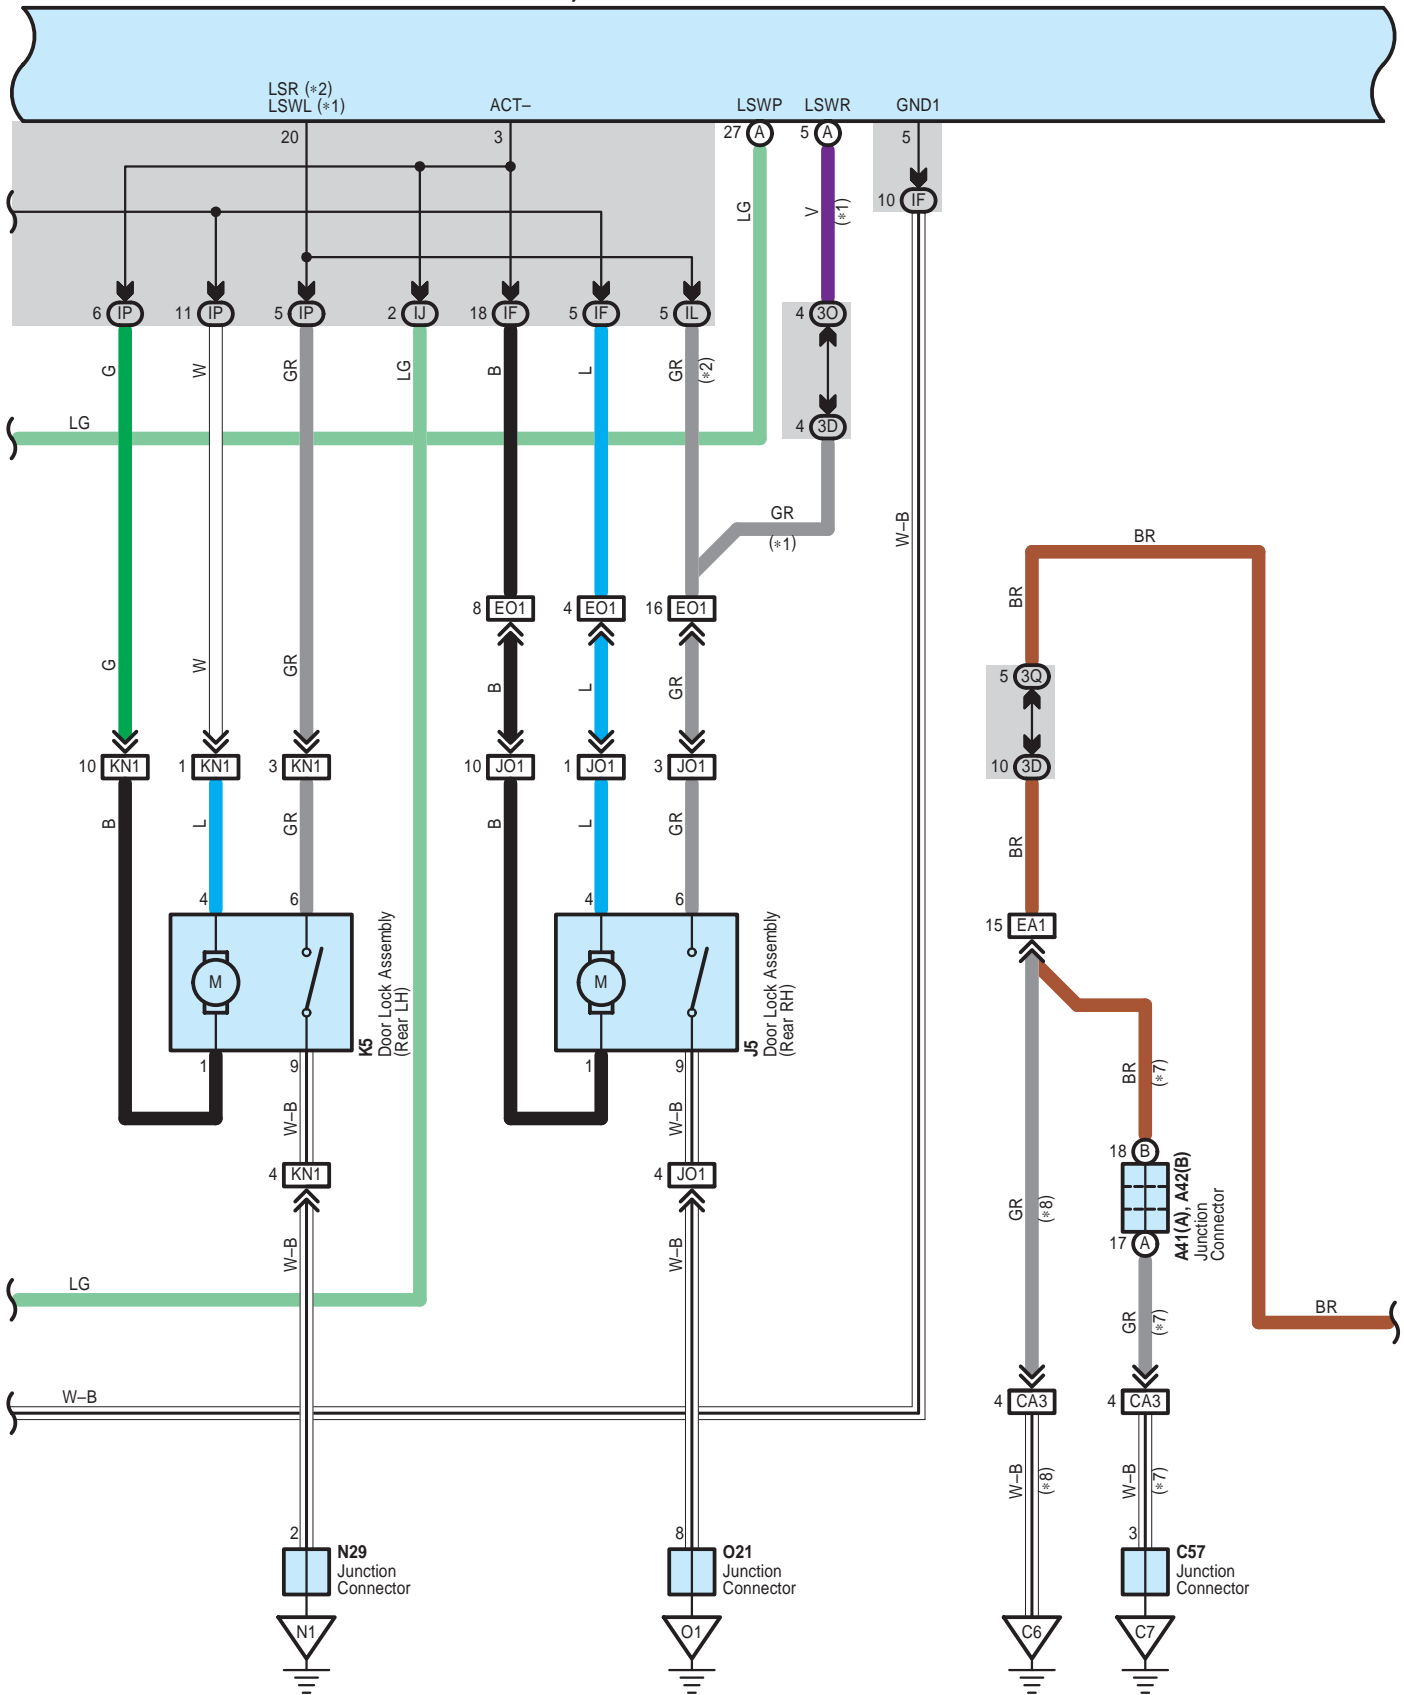 LSR (∗2)
LSWL (∗1)
ACT–
LSWP
LSWR
GND1
20
3
27 A
5 A
5
10 IF
LG
V
(∗1)
6 IP
11 IP
5 IP
2 IJ
18 IF
5 IF
5 IL
4 3O
G
W
GR
LG
B
L
GR
(∗2)
LG
4 3D
GR
(∗1)
W–B
BR
BR
8 EO1
4 EO1
16 EO1
G
W
GR
B
L
GR
5 3Q
10 KN1
1 KN1
3 KN1
10 JO1
1 JO1
3 JO1
10 3D
B
L
GR
B
L
GR
BR
4
6
4
6
15 EA1
M
M
K5
Door Lock Assembly
(Rear LH)
J5
Door Lock Assembly
(Rear RH)
1
9
1
9
BR
(∗7)
W–B
W–B
18 B
4 KN1
4 JO1
A41(A), A42(B)
Junction
Connector
GR
(∗8)
17 A
W–B
W–B
LG
GR
(∗7)
BR
W–B
4 CA3
4 CA3
W–B
(∗8)
W–B
(∗7)
2
8
3
N29
Junction
Connector
O21
Junction
Connector
C57
Junction
Connector
N1
O1
C6
C7